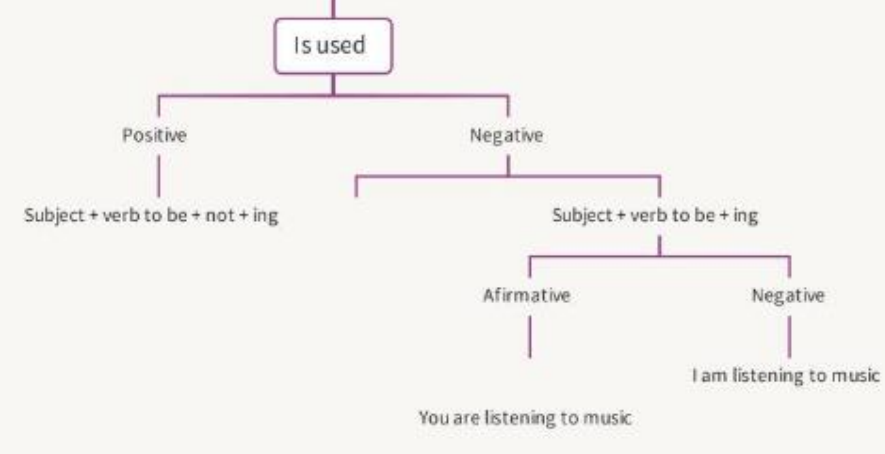 Is used
Positive
Negative
Subject + verb to be + not + ing
Subject + verb to be + ing
Afirmative
Negative
I am listening to music
You are listening to music